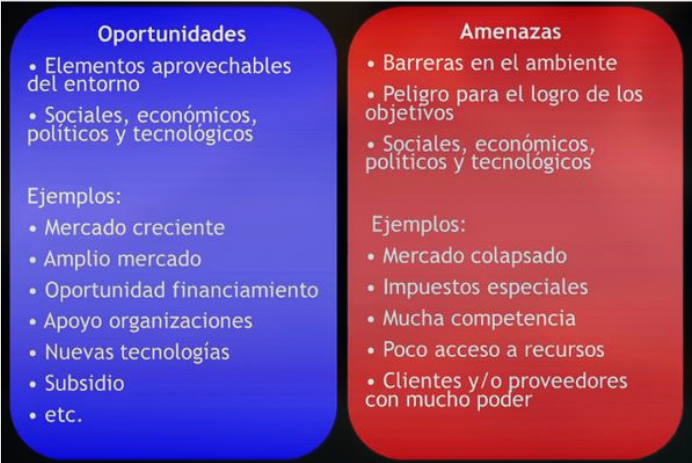 Oportunidades
• Elementos aprovechables
del entorno
• Sociales, económicos,
políticos y tecnológicos
Ejemplos:
• Mercado creciente
• Amplio mercado
• Oportunidad financiamiento
• Apoyo organizaciones
• Nuevas tecnologías
• Subsidio
• etc.
Amenazas
• Barreras en el ambiente
• Peligro para el logro de los
objetivos
• Sociales, económicos,
políticos y tecnológicos
Ejemplos:
• Mercado colapsado
• Impuestos especiales
• Mucha competencia
• Poco acceso a recursos
• Clientes y/o proveedores
con mucho poder